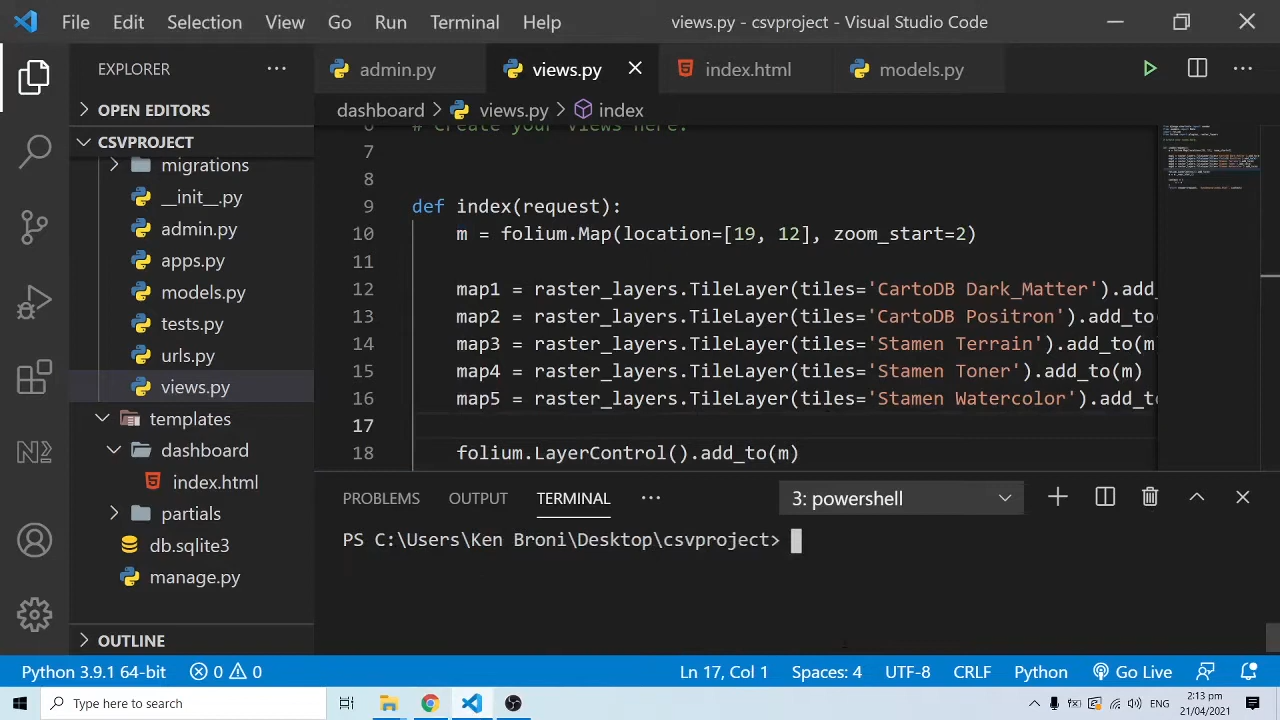 File Edit Selection View Go Run Terminal Help views.py - csvproject - Visual Studio Code
EXPLORER
admin.py views.py index.html models.py
OPEN EDITORS
dashboard > views.py > index
CSVPROJECT
migrations
__init__.py
admin.py
apps.py
models.py
tests.py
urls.py
views.py
templates
dashboard
index.html
partials
db.sqlite3
manage.py
OUTLINE
6 # Create your views here.
7
8
9 def index(request):
10 m = folium.Map(location=[19, 12], zoom_start=2)
11
12 map1 = raster_layers.TileLayer(tiles='CartoDB Dark_Matter').add_
13 map2 = raster_layers.TileLayer(tiles='CartoDB Positron').add_to
14 map3 = raster_layers.TileLayer(tiles='Stamen Terrain').add_to(m
15 map4 = raster_layers.TileLayer(tiles='Stamen Toner').add_to(m)
16 map5 = raster_layers.TileLayer(tiles='Stamen Watercolor').add_to
17
18 folium.LayerControl().add_to(m)
PROBLEMS OUTPUT TERMINAL ... 3: powershell
PS C:\Users\Ken Broni\Desktop\csvproject>
Python 3.9.1 64-bit 0 0 Ln 17, Col 1 Spaces: 4 UTF-8 CRLF Python Go Live
Type here to search
ENG
2:13 pm
21/04/2021